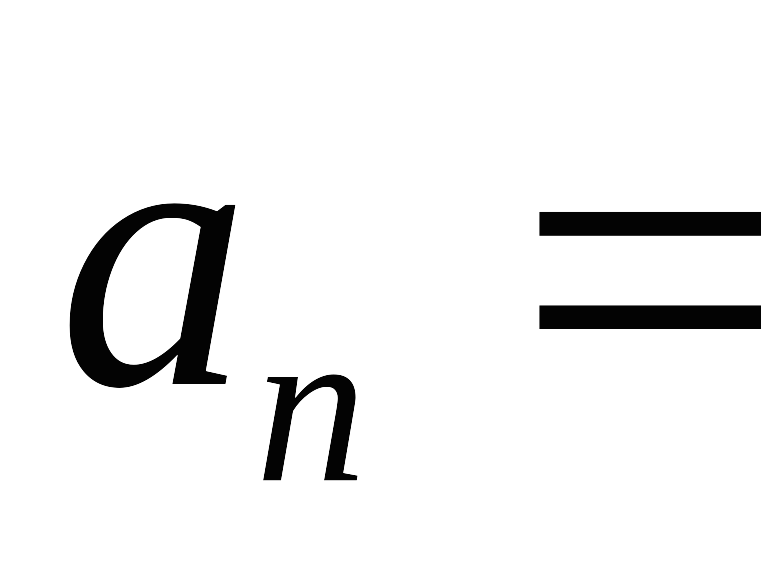 aₙ =